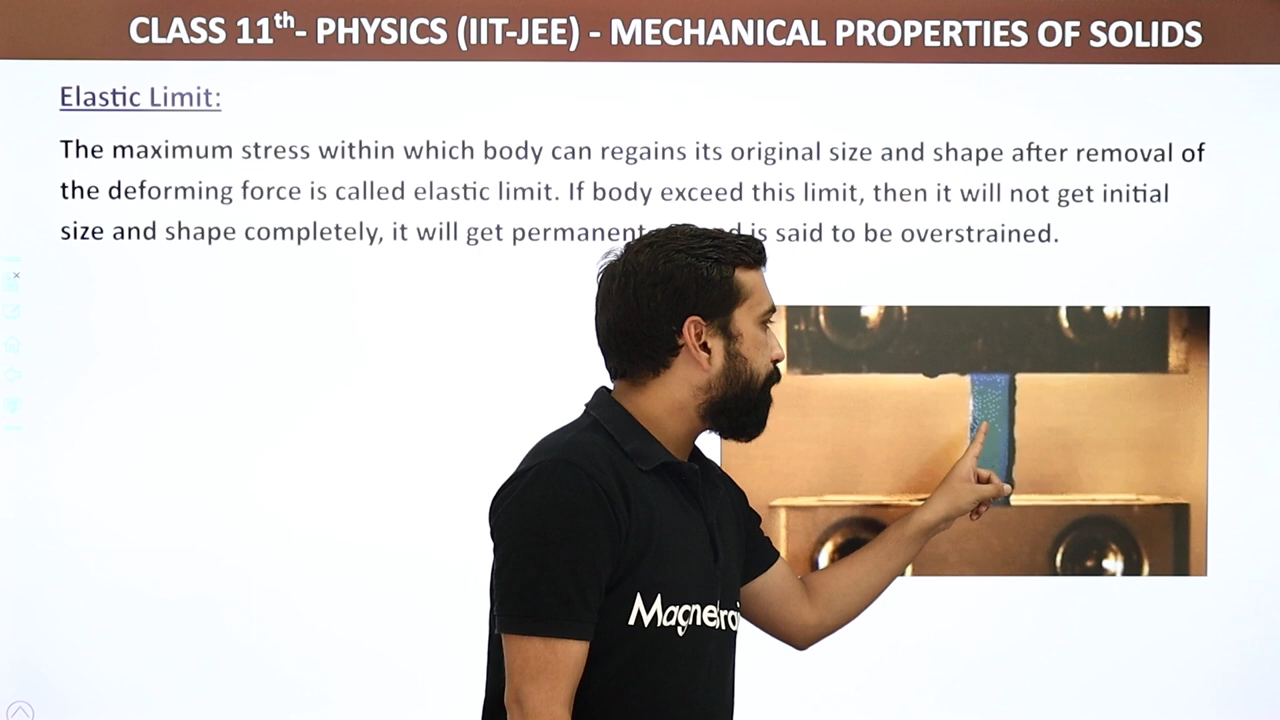 CLASS 11th- PHYSICS (IIT-JEE) - MECHANICAL PROPERTIES OF SOLIDS
Elastic Limit:
The maximum stress within which body can regains its original size and shape after removal of
the deforming force is called elastic limit. If body exceed this limit, then it will not get initial
size and shape completely, it will get permanent is said to be overstrained.